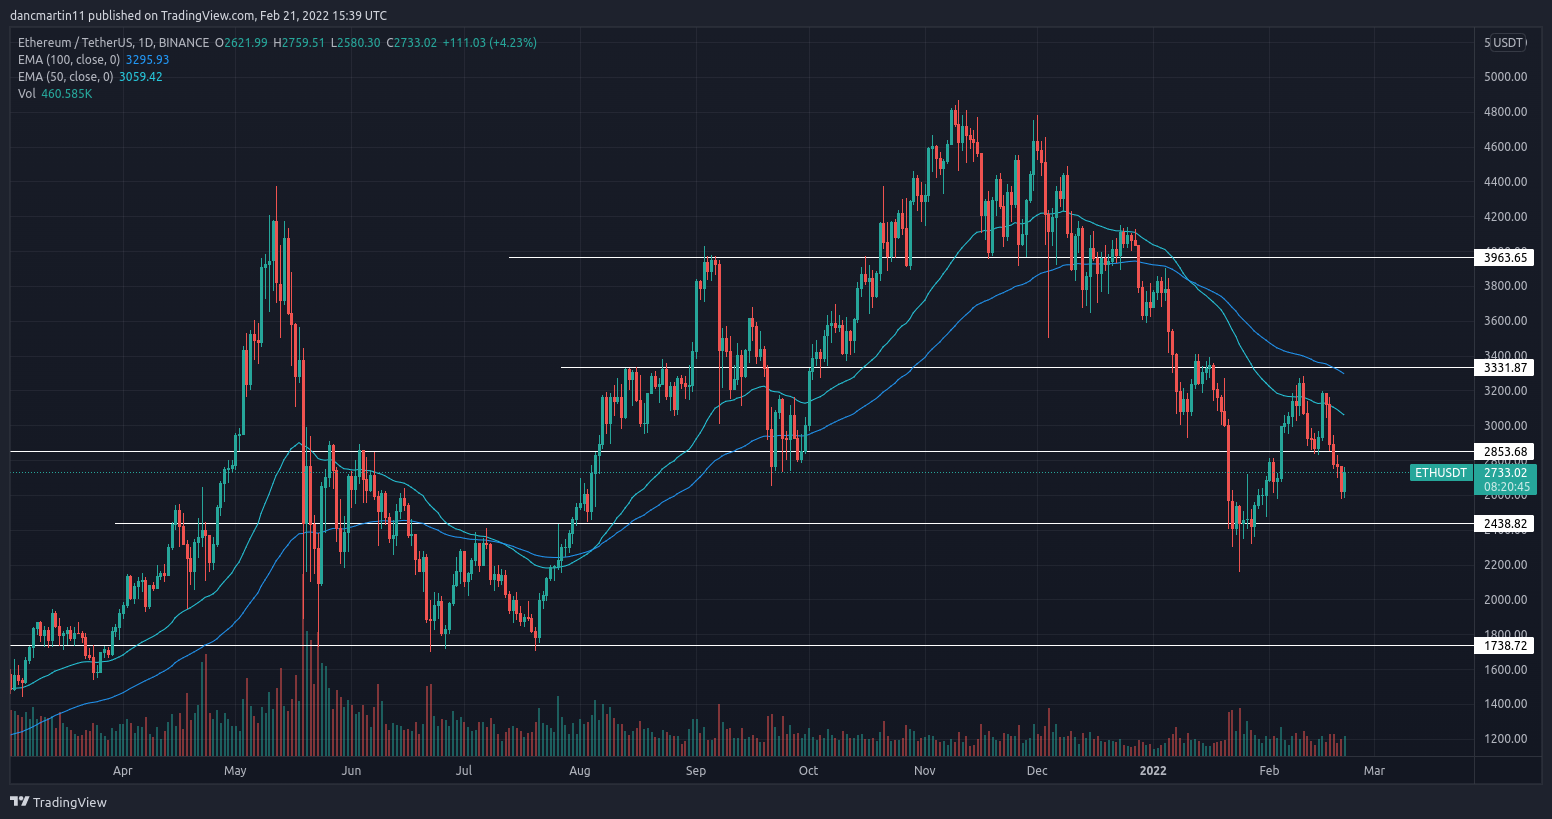 dancmartin11 published on TradingView.com, Feb 21, 2022 15:39 UTC
Ethereum / TetherUS, 1D, BINANCE O2621.99 H2759.51 L2580.30 C2733.02 +111.03 (+4.23%)
EMA (100, close, 0) 3295.93
EMA (50, close, 0) 3059.42
Vol 460.585K
USDT
5000.00
4800.00
4600.00
4400.00
4200.00
3963.65
3800.00
3600.00
3400.00
3331.87
3200.00
3000.00
2853.68
ETHUSDT 2733.02
08:20:45
2438.82
2200.00
2000.00
1800.00
1738.72
1600.00
1400.00
1200.00
Apr May Jun Jul Aug Sep Oct Nov Dec 2022 Feb Mar
TradingView